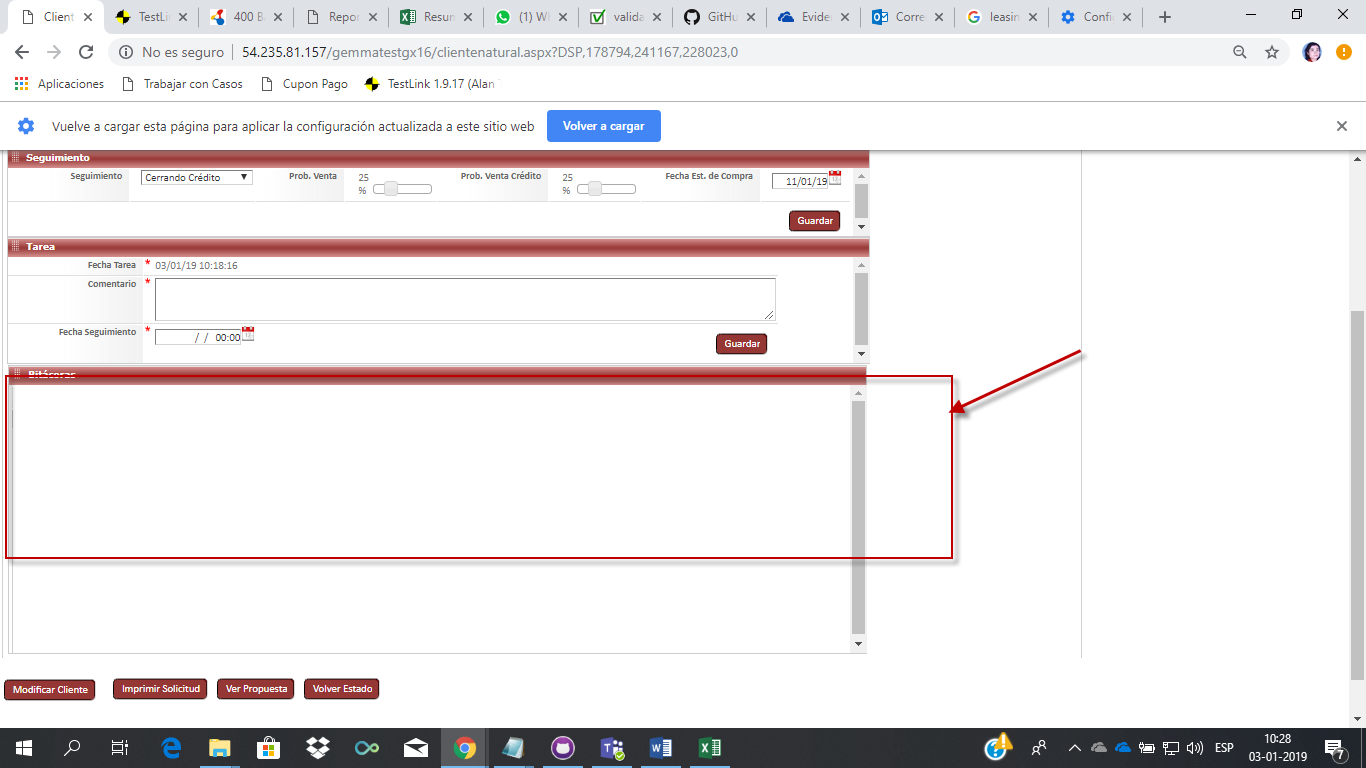 Client TestLink 400 B Repor Resun (1) W valida GitHu Evider Corre leasin Confi
No es seguro 54.235.81.157/gemmatestgx16/clientenatural.aspx?DSP,178794,241167,228023,0
Aplicaciones Trabajar con Casos Cupon Pago TestLink 1.9.17 (Alan
Vuelve a cargar esta página para aplicar la configuración actualizada a este sitio web Volver a cargar
Seguimiento
Seguimiento Cerrando Crédito Prob. Venta 25 % Prob. Venta Crédito 25 % Fecha Est. de Compra 11/01/19
Guardar
Tarea
Fecha Tarea * 03/01/19 10:18:16
Comentario *
Fecha Seguimiento * / / 00:00
Guardar
Bitácoras
Modificar Cliente Imprimir Solicitud Ver Propuesta Volver Estado
ESP 10:28
03-01-2019 7